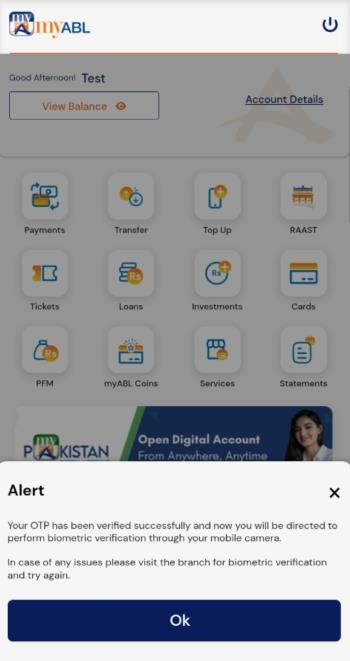 my
myABL
Good Afternoon! Test
View Balance
Account Details
Payments
Transfer
Top Up
RAAST
Tickets
Loans
Investments
Cards
PFM
myABL Coins
Services
Statements
my
PAKISTAN
Open Digital Account
From Anywhere, Anytime
Alert
Your OTP has been verified successfully and now you will be directed to
perform biometric verification through your mobile camera.
In case of any issues please visit the branch for biometric verification
and try again.
Ok